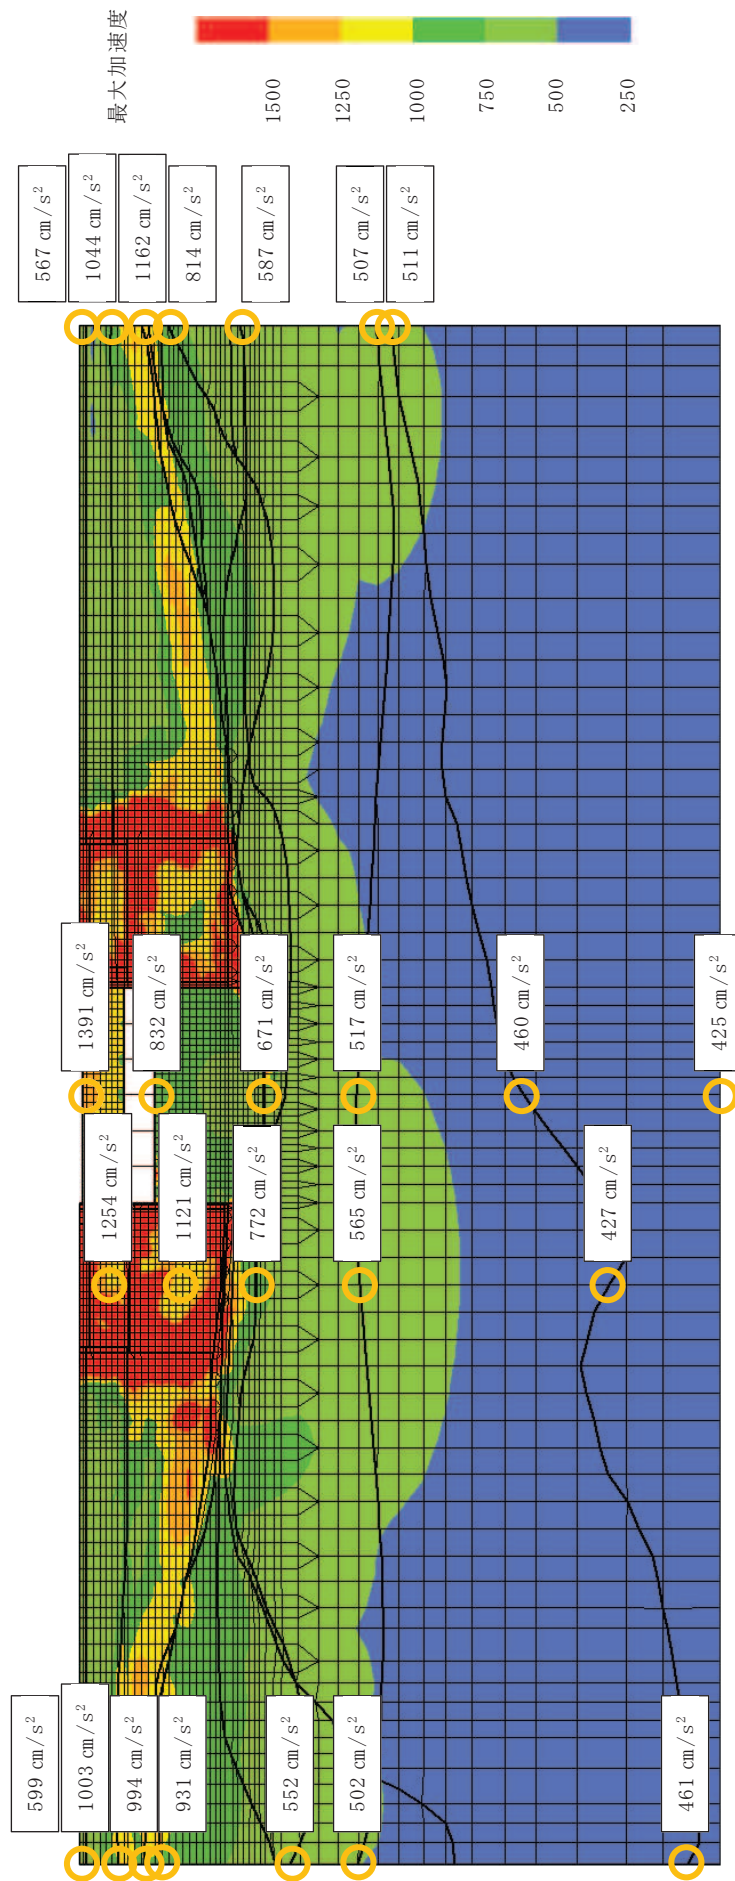 最大加速度
1500
1250
1000
750
500
250
567 cm/s²
1044 cm/s²
1162 cm/s²
814 cm/s²
587 cm/s²
507 cm/s²
511 cm/s²
1391 cm/s²
832 cm/s²
671 cm/s²
517 cm/s²
460 cm/s²
425 cm/s²
1254 cm/s²
1121 cm/s²
772 cm/s²
565 cm/s²
427 cm/s²
599 cm/s²
1003 cm/s²
994 cm/s²
931 cm/s²
552 cm/s²
502 cm/s²
461 cm/s²